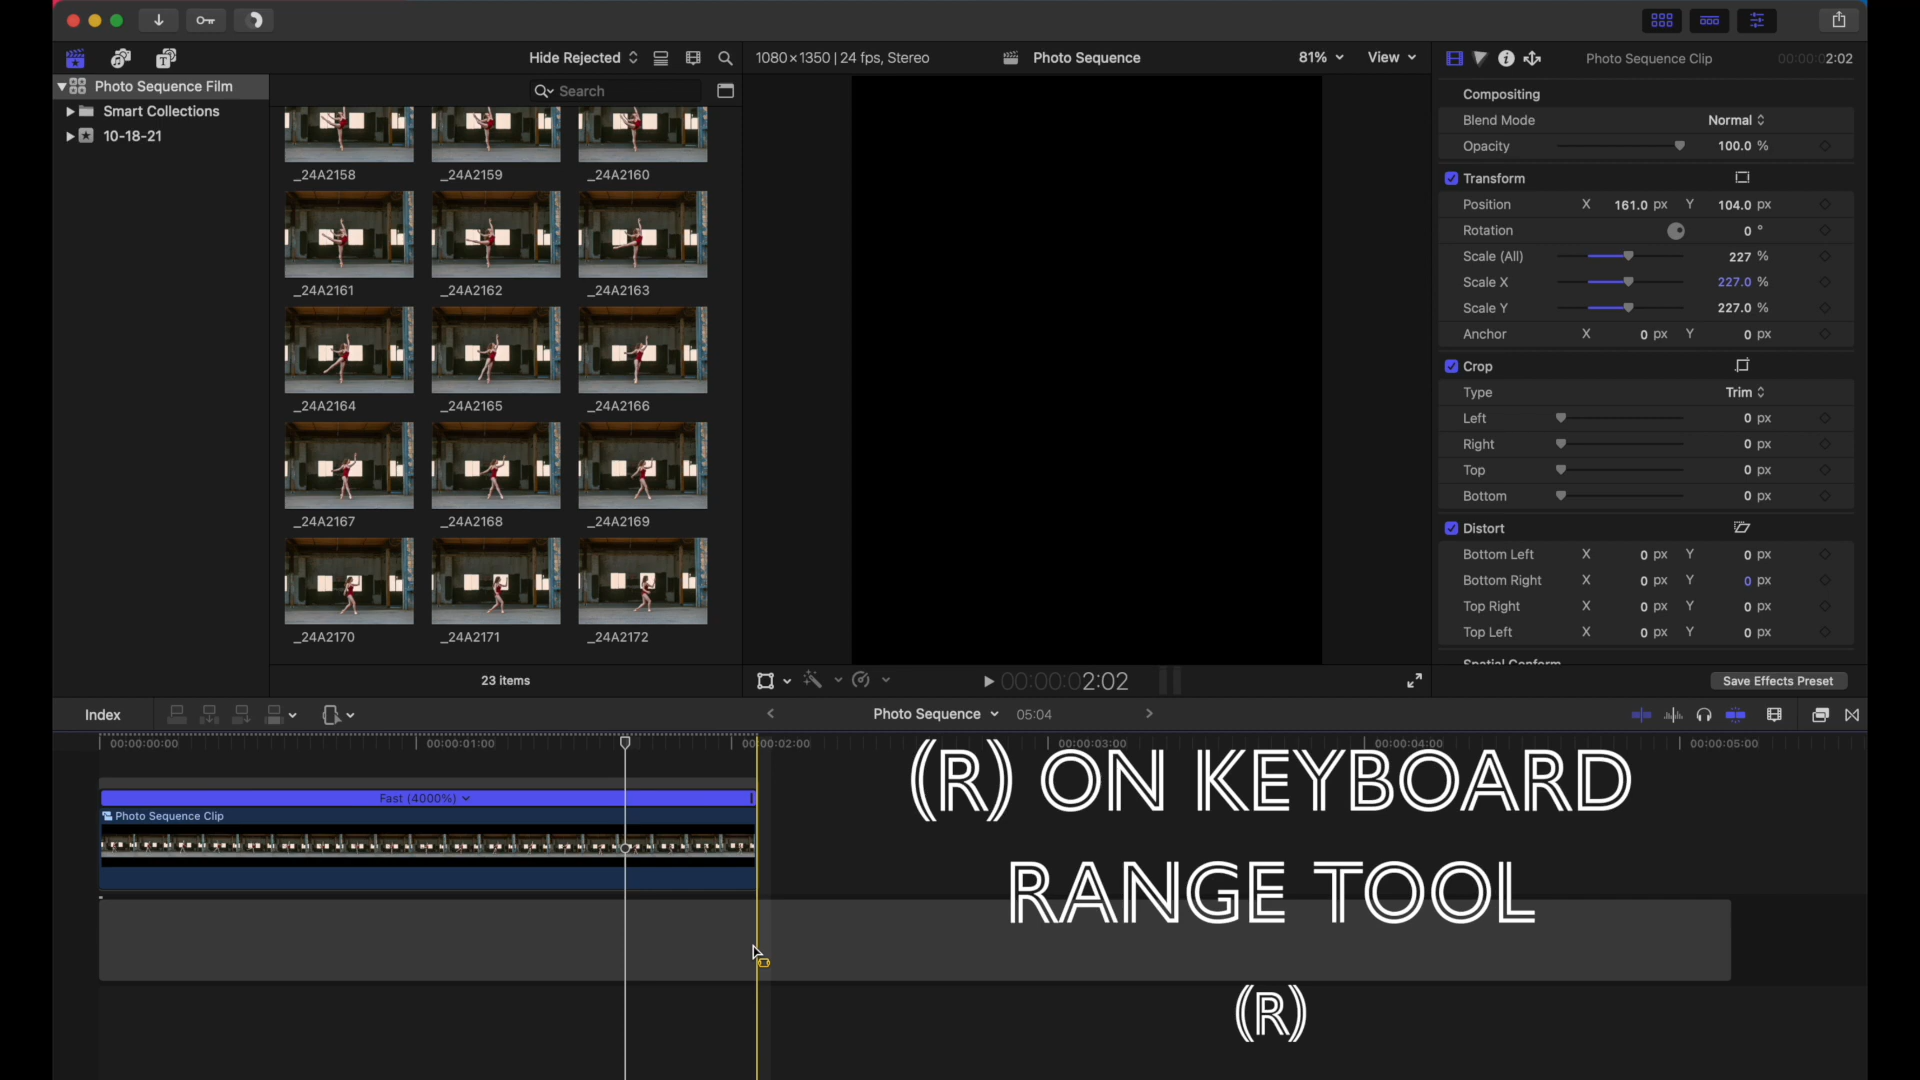 Hide Rejected
1080×1350 | 24 fps, Stereo
Photo Sequence
81%
View
Photo Sequence Clip
00:00:02:02
Photo Sequence Film
Smart Collections
10-18-21
Search
_24A2158
_24A2159
_24A2160
_24A2161
_24A2162
_24A2163
_24A2164
_24A2165
_24A2166
_24A2167
_24A2168
_24A2169
_24A2170
_24A2171
_24A2172
23 items
Compositing
Blend Mode
Normal
Opacity
100.0 %
Transform
Position X 161.0 px Y 104.0 px
Rotation 0 °
Scale (All) 227 %
Scale X 227.0 %
Scale Y 227.0 %
Anchor X 0 px Y 0 px
Crop
Type Trim
Left 0 px
Right 0 px
Top 0 px
Bottom 0 px
Distort
Bottom Left X 0 px Y 0 px
Bottom Right X 0 px Y 0 px
Top Right X 0 px Y 0 px
Top Left X 0 px Y 0 px
Spatial Conform
Save Effects Preset
00:00:02:02
Index
Photo Sequence
05:04
00:00:00:00
00:00:01:00
00:00:02:00
00:00:03:00
00:00:04:00
00:00:05:00
Fast (4000%)
Photo Sequence Clip
(R) ON KEYBOARD
RANGE TOOL
(R)